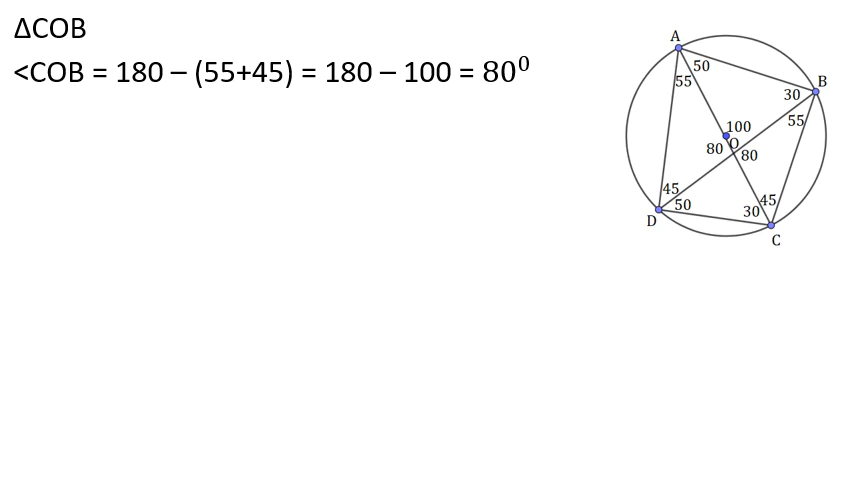 ΔCOB
<COB = 180 – (55+45) = 180 – 100 = 80⁰
A
50
55
B
30
55
100
O
80
80
45
50
D
45
30
C